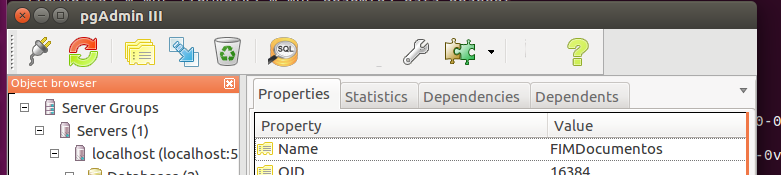 pgAdmin III
SQL
Object browser
Properties
Statistics
Dependencies
Dependents
Server Groups
Servers (1)
localhost (localhost:5
Property
Value
Name
FIMDocumentos
OID
16384